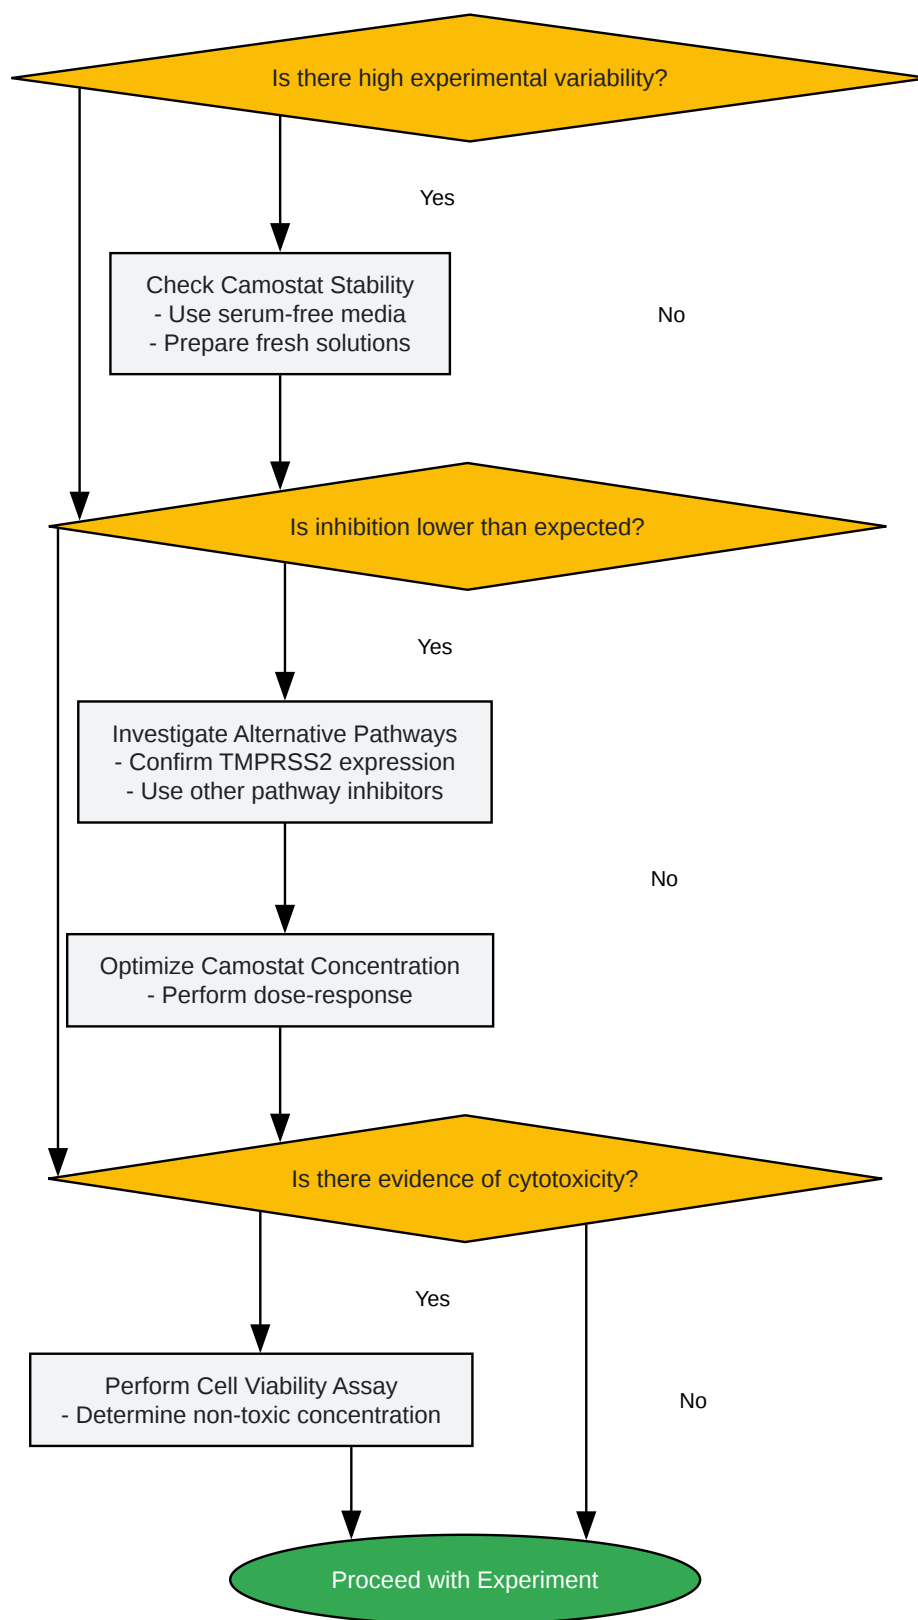 Is there high experimental variability?
Yes
Check Camostat Stability
- Use serum-free media
- Prepare fresh solutions
No
Is inhibition lower than expected?
Yes
Investigate Alternative Pathways
- Confirm TMPRSS2 expression
- Use other pathway inhibitors
No
Optimize Camostat Concentration
- Perform dose-response
Is there evidence of cytotoxicity?
Yes
Perform Cell Viability Assay
- Determine non-toxic concentration
No
Proceed with Experiment